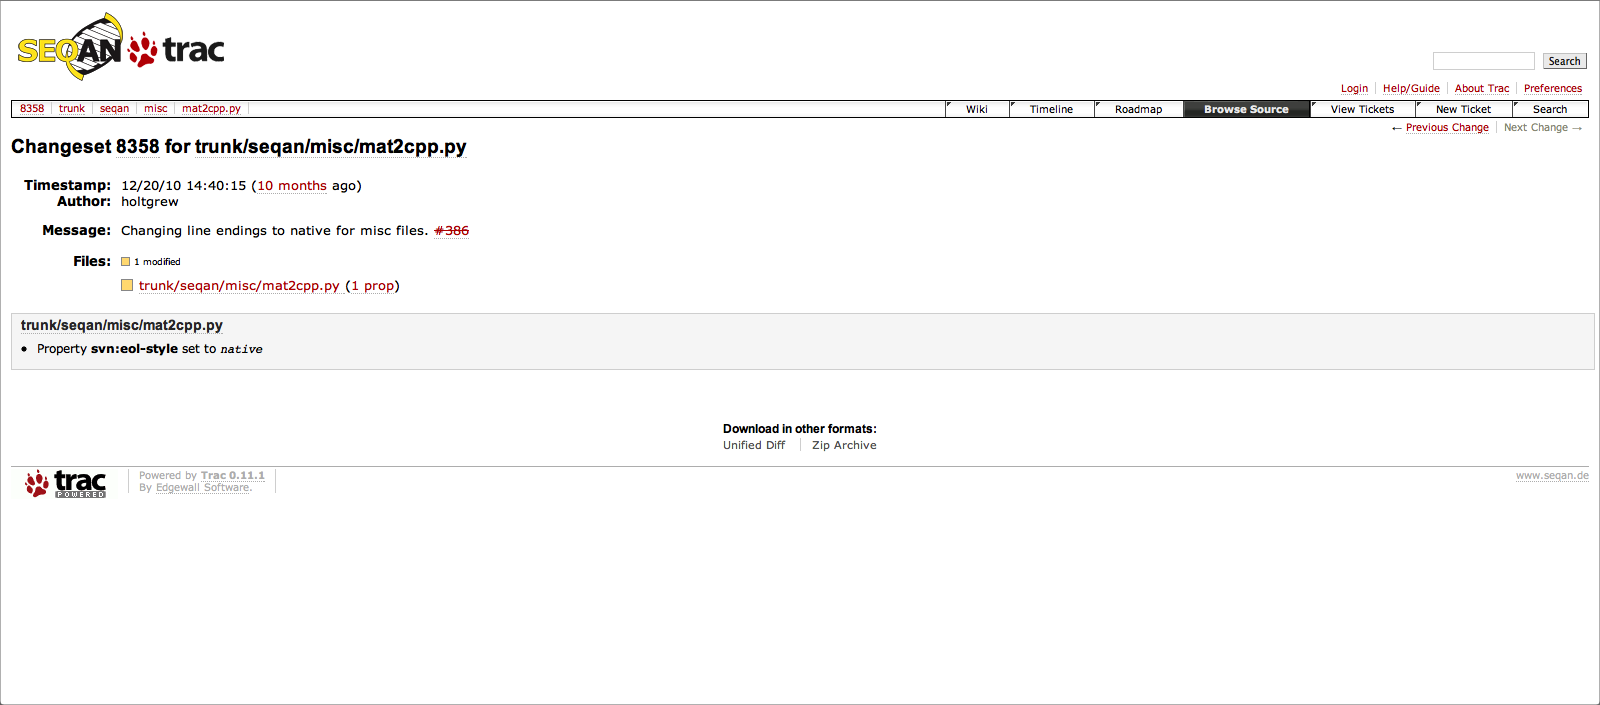 SEQAN trac
Search
Login Help/Guide About Trac Preferences
8358 trunk seqan misc mat2cpp.py Wiki Timeline Roadmap Browse Source View Tickets New Ticket Search
← Previous Change Next Change →
Changeset 8358 for trunk/seqan/misc/mat2cpp.py
Timestamp: 12/20/10 14:40:15 (10 months ago)
Author: holtgrew
Message: Changing line endings to native for misc files. #386
Files: 1 modified
trunk/seqan/misc/mat2cpp.py (1 prop)
trunk/seqan/misc/mat2cpp.py
• Property svn:eol-style set to native
Download in other formats:
Unified Diff Zip Archive
trac POWERED
Powered by Trac 0.11.1
By Edgewall Software.
www.seqan.de